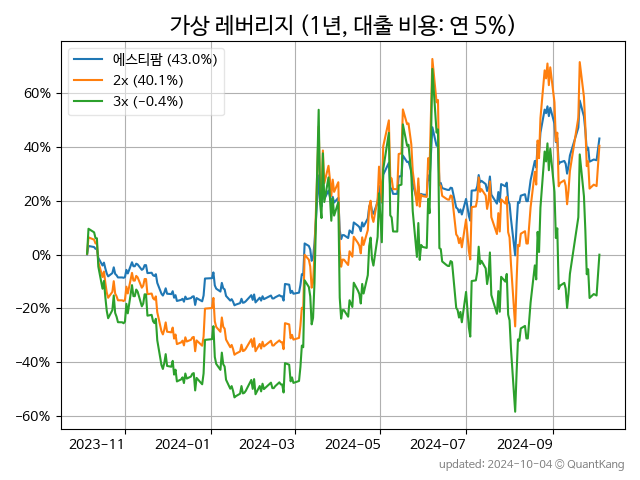 가상 레버리지 (1년, 대출 비용: 연 5%)
에스티팜 (43.0%)
2x (40.1%)
3x (−0.4%)
60%
40%
20%
0%
−20%
−40%
−60%
2023-11
2024-01
2024-03
2024-05
2024-07
2024-09
updated: 2024-10-04 © QuantKang